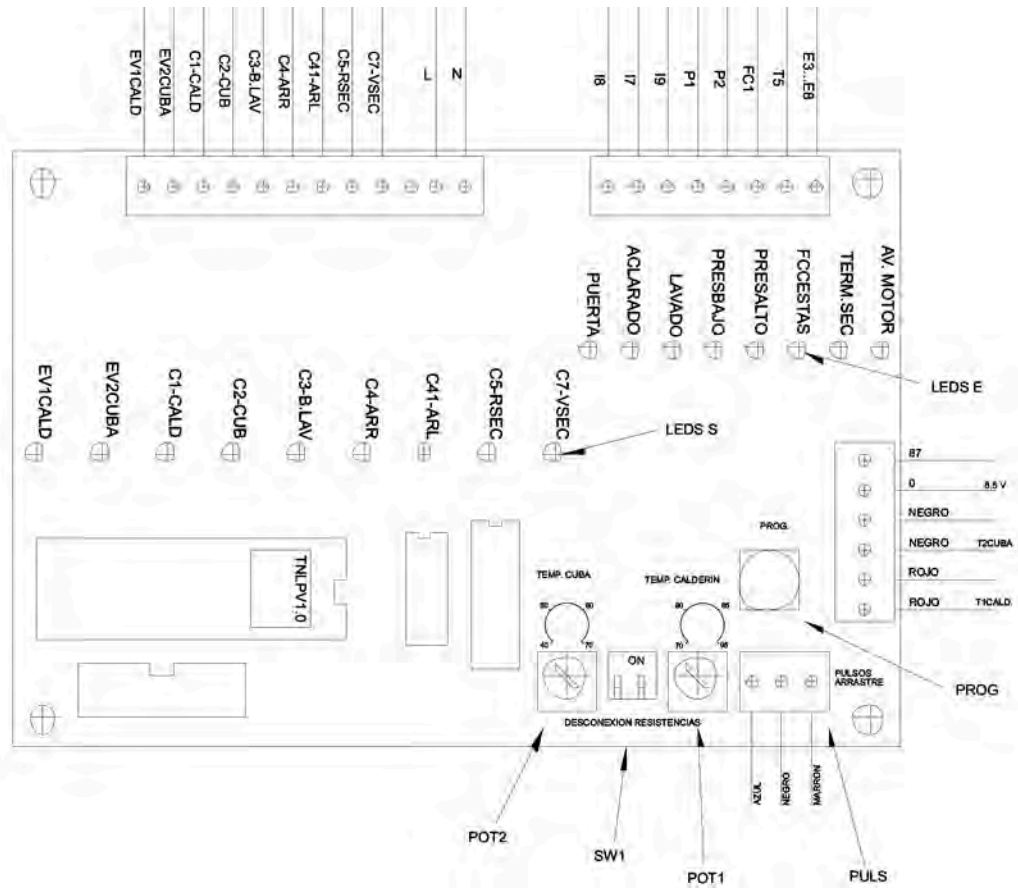 EV1CALD
EV2CUBA
C1-CALD
C2-CUB
C3-B.LAV
C4-ARR
C41-ARL
C5-RSEC
C7-VSEC
L
N
I8
I7
I9
P1
P2
FC1
T5
E3...E8
PUERTA
ACLARADO
LAVADO
PRESBAJO
PRESALTO
FCCESTAS
TERM.SEC
AV. MOTOR
LEDS E
EV1CALD
EV2CUBA
C1-CALD
C2-CUB
C3-B.LAV
C4-ARR
C41-ARL
C5-RSEC
C7-VSEC
LEDS S
87
0 8.5 V
NEGRO
NEGRO T2CUBA
ROJO
ROJO T1CALD.
PROG.
TNLPV1.0
TEMP. CUBA
50 60
40 70
TEMP. CALDERIN
80 85
70 95
ON
PULSOS
ARRASTRE
PROG
DESCONEXION RESISTENCIAS
AZUL
NEGRO
MARRON
POT2
SW1
POT1
PULS